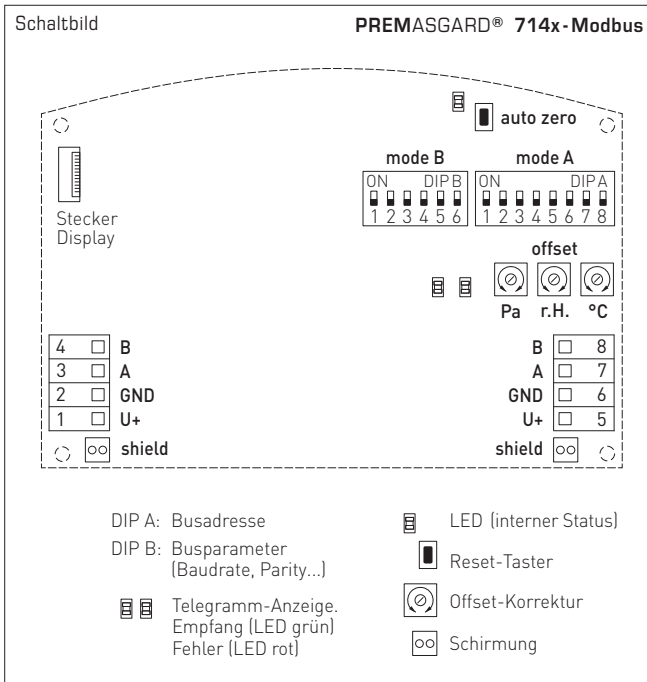 Schaltbild
PREMASGARD® 714x-Modbus
auto zero
mode B
mode A
ON DIP B
1 2 3 4 5 6
ON DIP A
1 2 3 4 5 6 7 8
Stecker
Display
offset
Pa r.H. °C
4 B
3 A
2 GND
1 U+
shield
B 8
A 7
GND 6
U+ 5
shield
DIP A: Busadresse
DIP B: Busparameter
(Baudrate, Parity...)
Telegramm-Anzeige.
Empfang (LED grün)
Fehler (LED rot)
LED (interner Status)
Reset-Taster
Offset-Korrektur
Schirmung